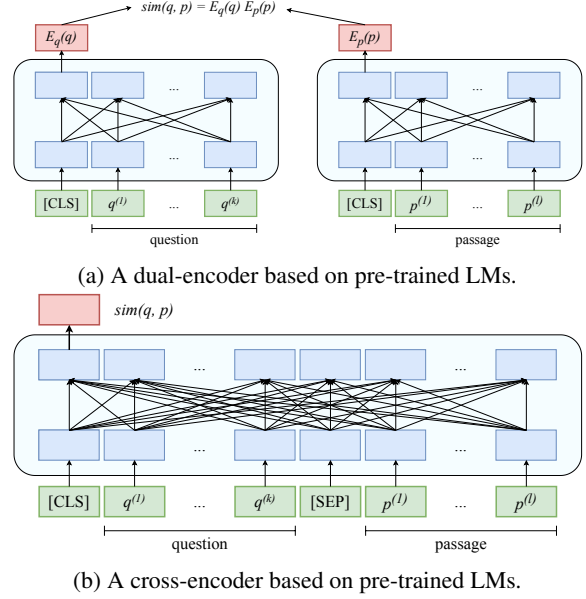 sim(q, p) = E_q(q) E_p(p)
E_q(q) E_p(p)
...
...
...
...
[CLS] q^(1) ... q^(k) [CLS] p^(1) ... p^(l)
question passage
(a) A dual-encoder based on pre-trained LMs.
sim(q, p)
... ...
... ...
[CLS] q^(1) ... q^(k) [SEP] p^(1) ... p^(l)
question passage
(b) A cross-encoder based on pre-trained LMs.